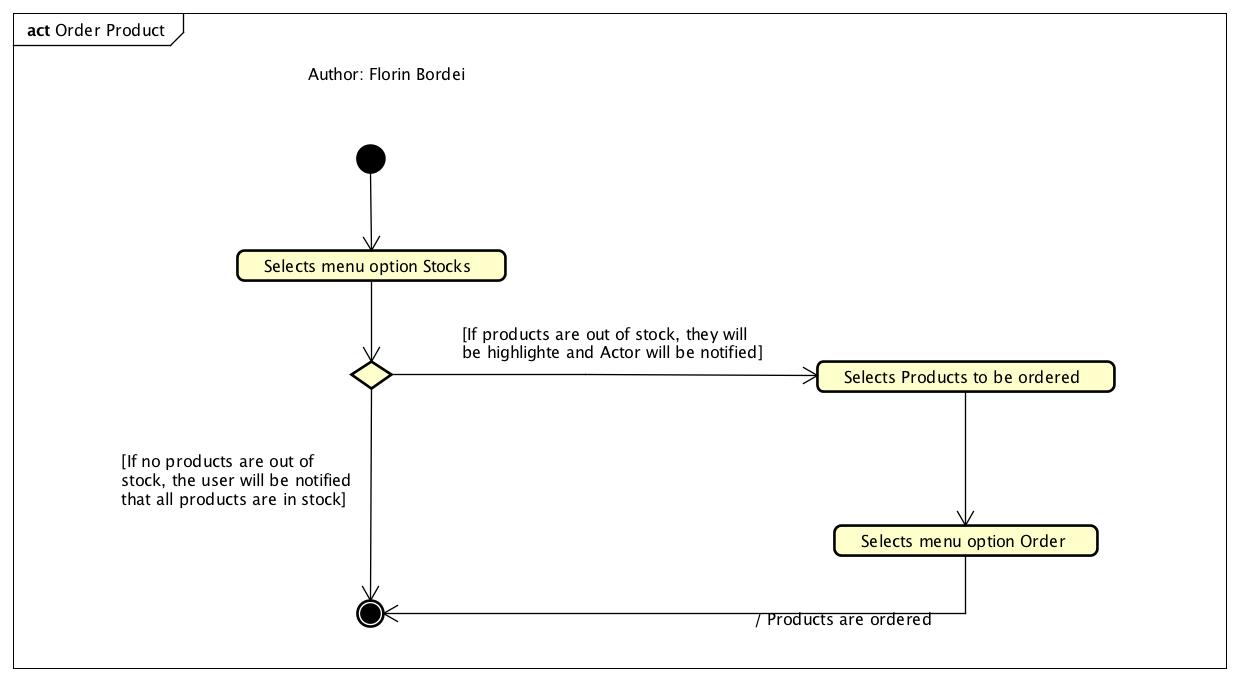 act Order Product
Author: Florin Bordei
Selects menu option Stocks
[If products are out of stock, they will
be highlighte and Actor will be notified]
Selects Products to be ordered
[If no products are out of
stock, the user will be notified
that all products are in stock]
Selects menu option Order
/ Products are ordered